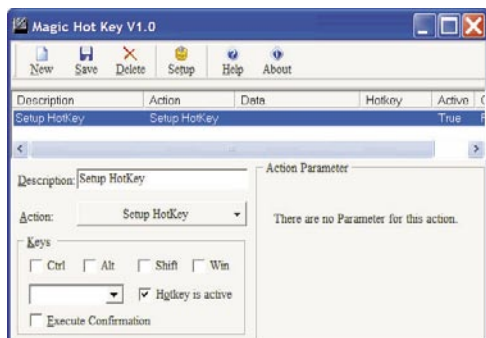 Magic Hot Key V1.0
New Save Delete Setup Help About
Description Action Data Hotkey Active
Setup HotKey Setup HotKey True
Description: Setup HotKey
Action: Setup HotKey
Action Parameter
There are no Parameter for this action.
Keys
Ctrl Alt Shift Win
Hotkey is active
Execute Confirmation